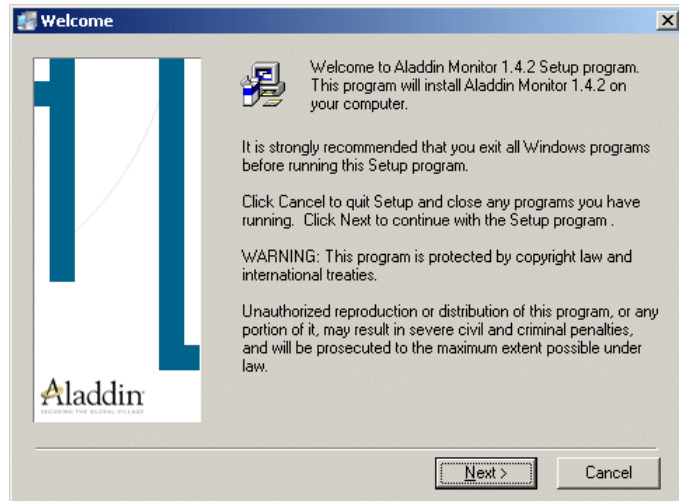 Welcome
Welcome to Aladdin Monitor 1.4.2 Setup program.
This program will install Aladdin Monitor 1.4.2 on
your computer.
It is strongly recommended that you exit all Windows programs
before running this Setup program.
Click Cancel to quit Setup and close any programs you have
running. Click Next to continue with the Setup program .
WARNING: This program is protected by copyright law and
international treaties.
Unauthorized reproduction or distribution of this program, or any
portion of it, may result in severe civil and criminal penalties,
and will be prosecuted to the maximum extent possible under
law.
Aladdin
SECURING THE GLOBAL VILLAGE
Next >
Cancel